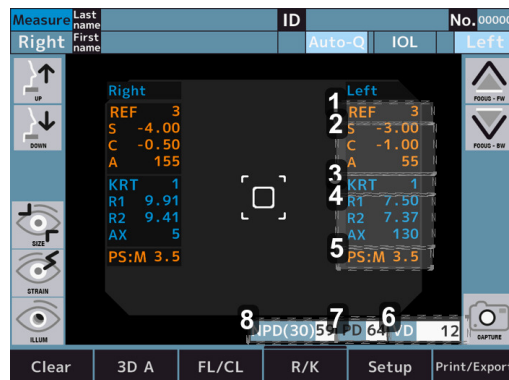 Measure Last name ID No. 00000
Right First name Auto-Q IOL Left
UP
DOWN
SIZE
STRAIN
ILLUM
Right
REF 3
S -4.00
C -0.50
A 155
KRT 1
R1 9.91
R2 9.41
AX 5
PS:M 3.5
Left
1 REF 3
2 S -3.00
C -1.00
A 55
3 KRT 1
4 R1 7.50
R2 7.37
AX 130
5 PS:M 3.5
8 7 6
NPD(30) 59 PD 64 VD 12
FOCUS - FW
FOCUS - BW
CAPTURE
Clear 3D A FL/CL R/K Setup Print/Export